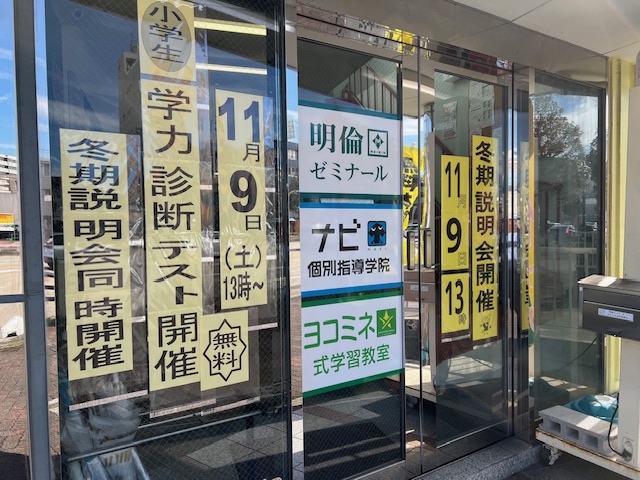 小学生
学力診断テスト開催
冬期説明会同時開催
11月9日(土)
13時~
無料
明倫
ゼミナール
ナビ
個別指導学院
ヨコミネ
式学習教室
11月
9日
13時
冬期説明会開催